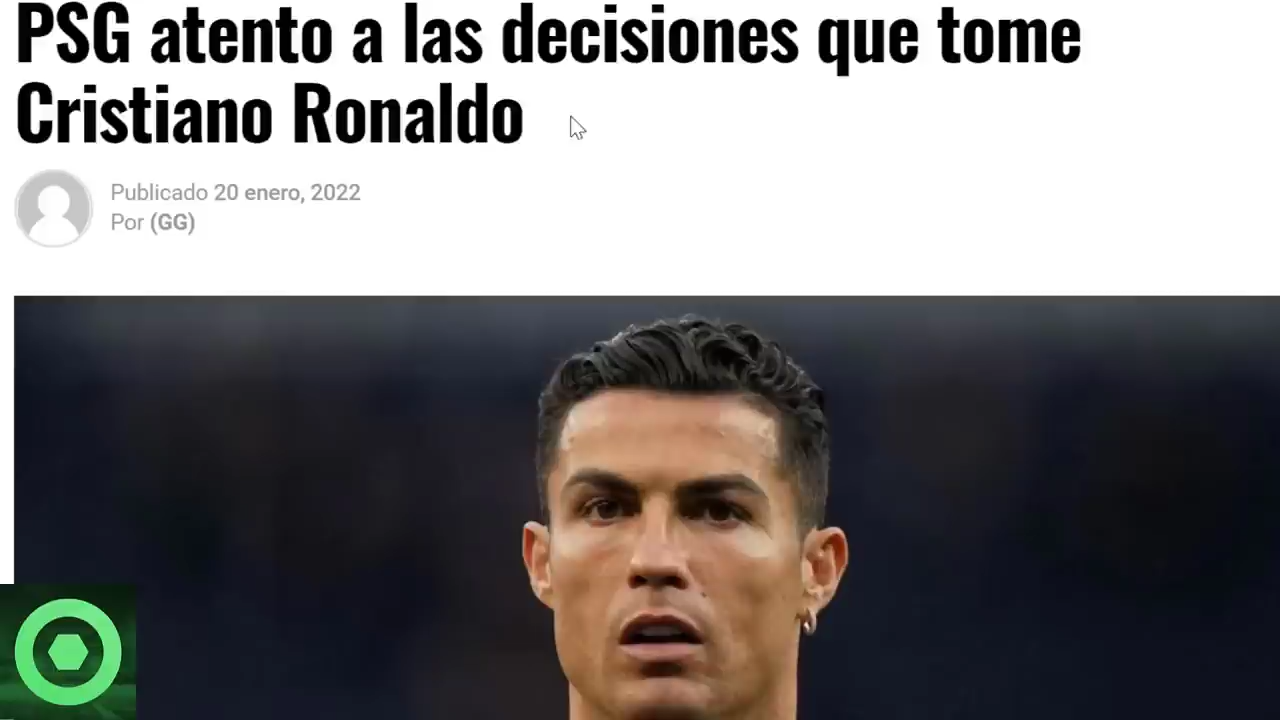 PSG atento a las decisiones que tome
Cristiano Ronaldo
Publicado 20 enero, 2022
Por (GG)